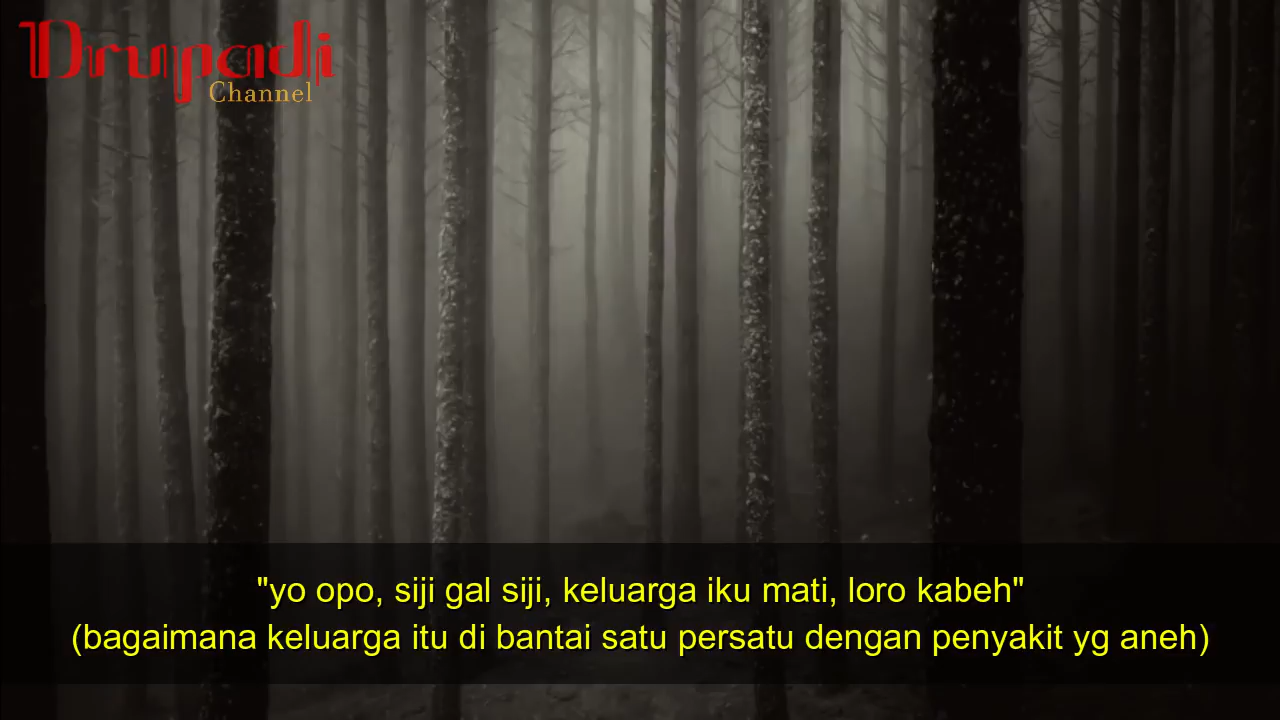 Drupadi
Channel
"yo opo, siji gal siji, keluarga iku mati, loro kabeh"
(bagaimana keluarga itu di bantai satu persatu dengan penyakit yg aneh)